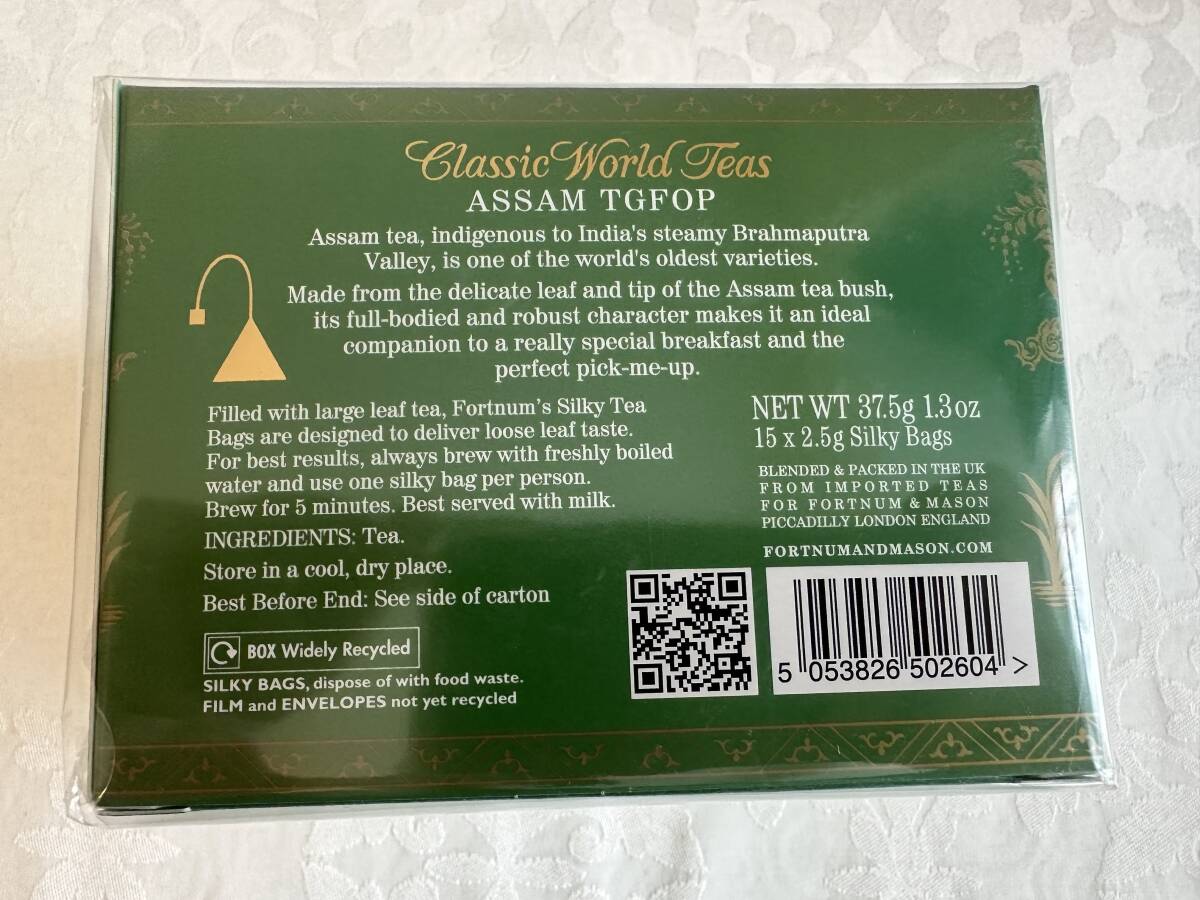 Classic World Teas
ASSAM TGFOP
Assam tea, indigenous to India's steamy Brahmaputra
Valley, is one of the world's oldest varieties.
Made from the delicate leaf and tip of the Assam tea bush,
its full-bodied and robust character makes it an ideal
companion to a really special breakfast and the
perfect pick-me-up.
Filled with large leaf tea, Fortnum's Silky Tea
Bags are designed to deliver loose leaf taste.
For best results, always brew with freshly boiled
water and use one silky bag per person.
Brew for 5 minutes. Best served with milk.
INGREDIENTS: Tea.
Store in a cool, dry place.
Best Before End: See side of carton
BOX Widely Recycled
SILKY BAGS, dispose of with food waste.
FILM and ENVELOPES not yet recycled
NET WT 37.5g 1.3oz
15 x 2.5g Silky Bags
BLENDED & PACKED IN THE UK
FROM IMPORTED TEAS
FOR FORTNUM & MASON
PICCADILLY LONDON ENGLAND
FORTNUMANDMASON.COM
5 053826 502604 >